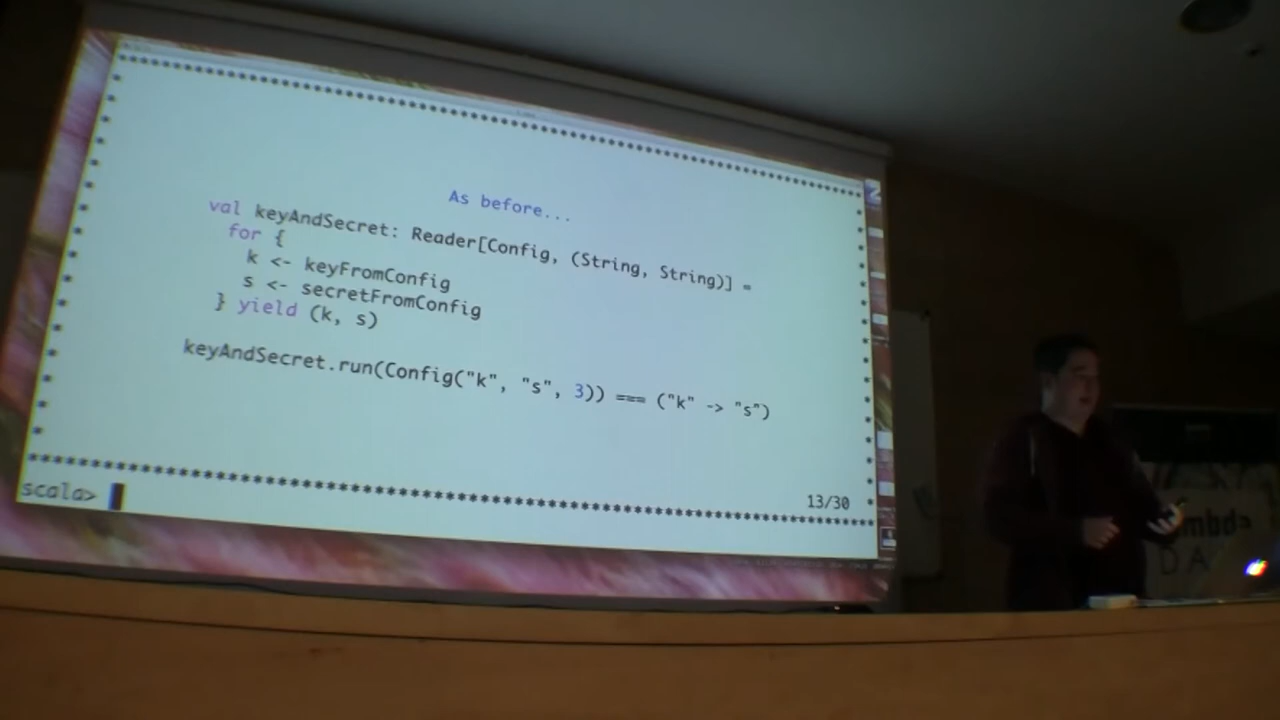 As before...
val keyAndSecret: Reader[Config, (String, String)] =
for {
k <- keyFromConfig
s <- secretFromConfig
} yield (k, s)
keyAndSecret.run(Config("k", "s", 3)) === ("k" -> "s")
13/30
scala>
DA